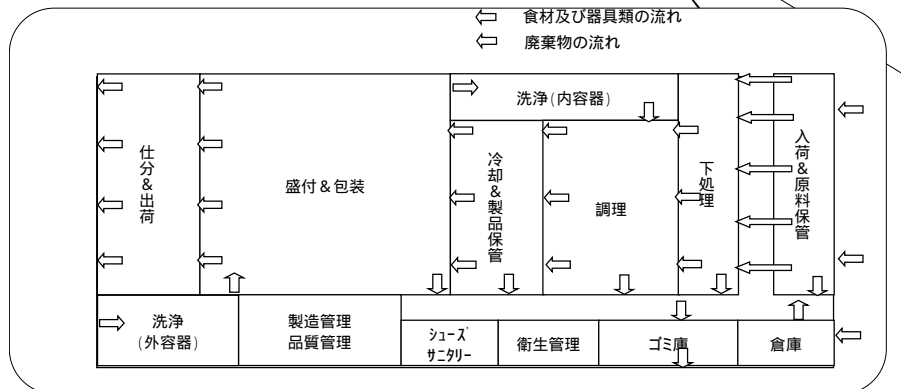 食材及び器具類の流れ
廃棄物の流れ
洗浄(内容器)
仕分&出荷
盛付&包装
冷却&製品保管
調理
下処理
入荷&原料保管
洗浄
(外容器)
製造管理
品質管理
シューズ
サニタリー
衛生管理
ゴミ庫
倉庫